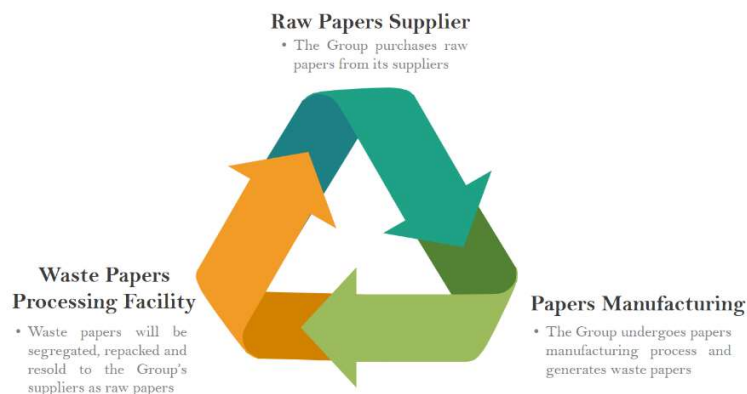 Raw Papers Supplier
• The Group purchases raw
papers from its suppliers
Waste Papers
Processing Facility
• Waste papers will be
segregated, repacked and
resold to the Group's
suppliers as raw papers
Papers Manufacturing
• The Group undergoes papers
manufacturing process and
generates waste papers